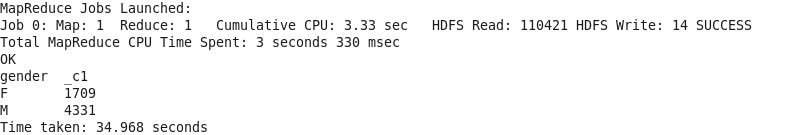 MapReduce Jobs Launched:
Job 0: Map: 1  Reduce: 1   Cumulative CPU: 3.33 sec   HDFS Read: 110421 HDFS Write: 14 SUCCESS
Total MapReduce CPU Time Spent: 3 seconds 330 msec
OK
gender  _c1
F       1709
M       4331
Time taken: 34.968 seconds